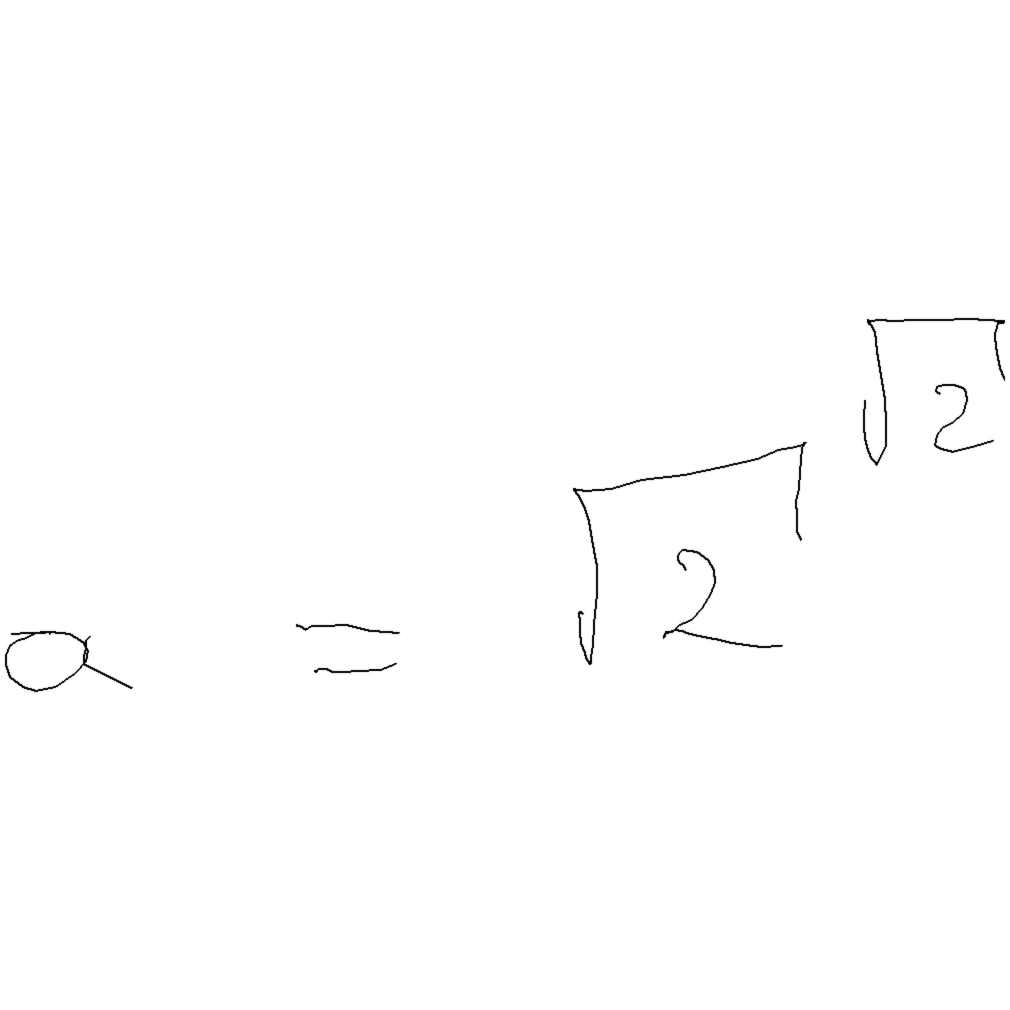 a = √2^√2